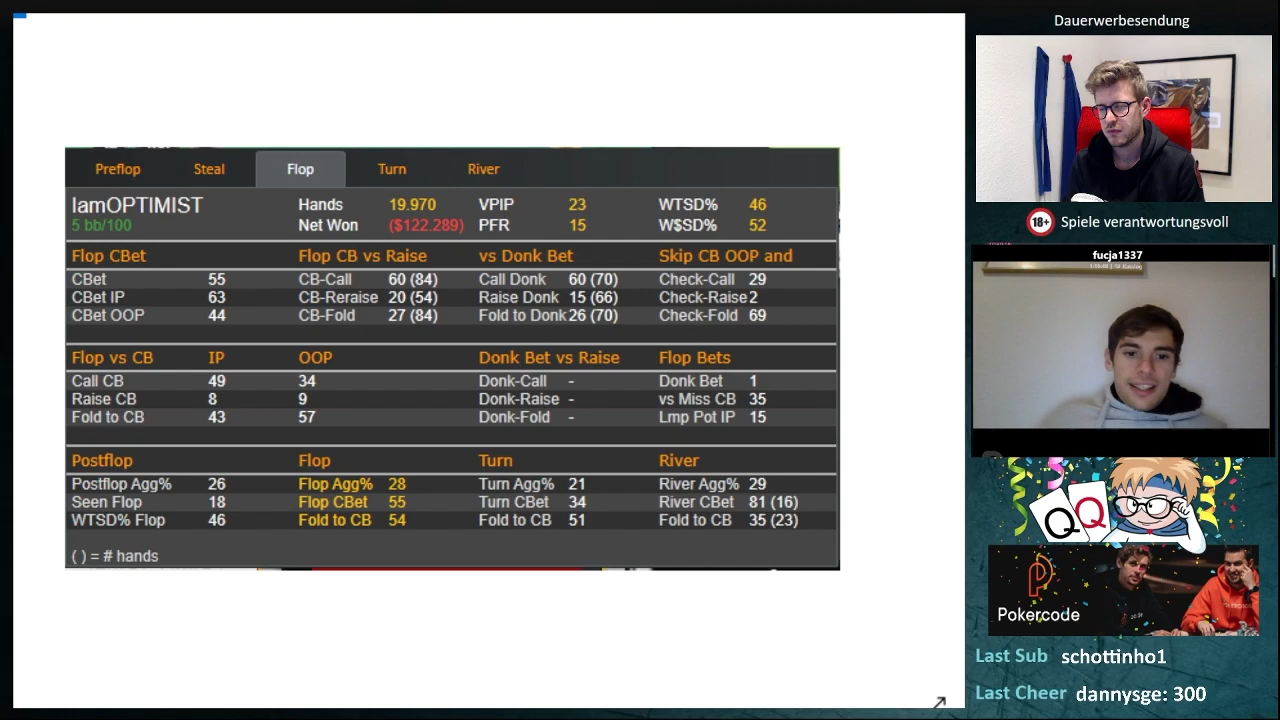 Dauerwerbesendung
Preflop Steal Flop Turn River
IamOPTIMIST Hands 19.970 VPIP 23 WTSD% 46
5 bb/100 Net Won ($122.289) PFR 15 W$SD% 52
Flop CBet Flop CB vs Raise vs Donk Bet Skip CB OOP and
CBet 55 CB-Call 60 (84) Call Donk 60 (70) Check-Call 29
CBet IP 63 CB-Reraise 20 (54) Raise Donk 15 (66) Check-Raise 2
CBet OOP 44 CB-Fold 27 (84) Fold to Donk 26 (70) Check-Fold 69
Flop vs CB IP OOP Donk Bet vs Raise Flop Bets
Call CB 49 34 Donk-Call - Donk Bet 1
Raise CB 8 9 Donk-Raise - vs Miss CB 35
Fold to CB 43 57 Donk-Fold - Lmp Pot IP 15
Postflop Flop Turn River
Postflop Agg% 26 Flop Agg% 28 Turn Agg% 21 River Agg% 29
Seen Flop 18 Flop CBet 55 Turn CBet 34 River CBet 81 (16)
WTSD% Flop 46 Fold to CB 54 Fold to CB 51 Fold to CB 35 (23)
( ) = # hands
18+ Spiele verantwortungsvoll
fucja1337
Q Q
Pokercode
Last Sub schottinho1
Last Cheer dannysge: 300